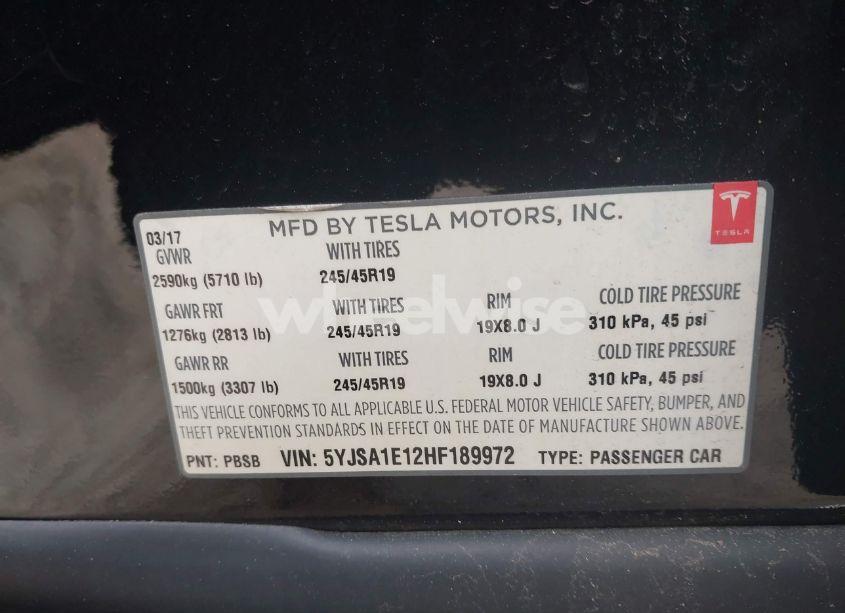 MFD BY TESLA MOTORS, INC.
TESLA
03/17
GVWR WITH TIRES
2590kg (5710 lb) 245/45R19
GAWR FRT WITH TIRES RIM COLD TIRE PRESSURE
1276kg (2813 lb) 245/45R19 19X8.0 J 310 kPa, 45 psi
GAWR RR WITH TIRES RIM COLD TIRE PRESSURE
1500kg (3307 lb) 245/45R19 19X8.0 J 310 kPa, 45 psi
THIS VEHICLE CONFORMS TO ALL APPLICABLE U.S. FEDERAL MOTOR VEHICLE SAFETY, BUMPER, AND
THEFT PREVENTION STANDARDS IN EFFECT ON THE DATE OF MANUFACTURE SHOWN ABOVE.
PNT: PBSB VIN: 5YJSA1E12HF189972 TYPE: PASSENGER CAR
wheelwise